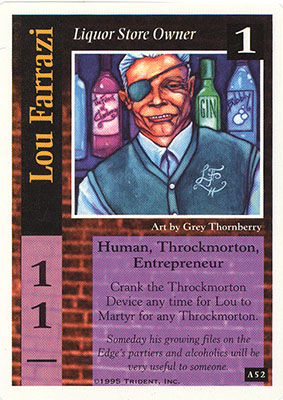 Lou Farrazi
Liquor Store Owner
1
GIN
Art by Grey Thornberry
Human, Throckmorton,
Entrepreneur
1
1
—
Crank the Throckmorton
Device any time for Lou to
Martyr for any Throckmorton.
Someday his growing files on the
Edge's partiers and alcoholics will be
very useful to someone.
©1995 TRIDENT, INC.
A52